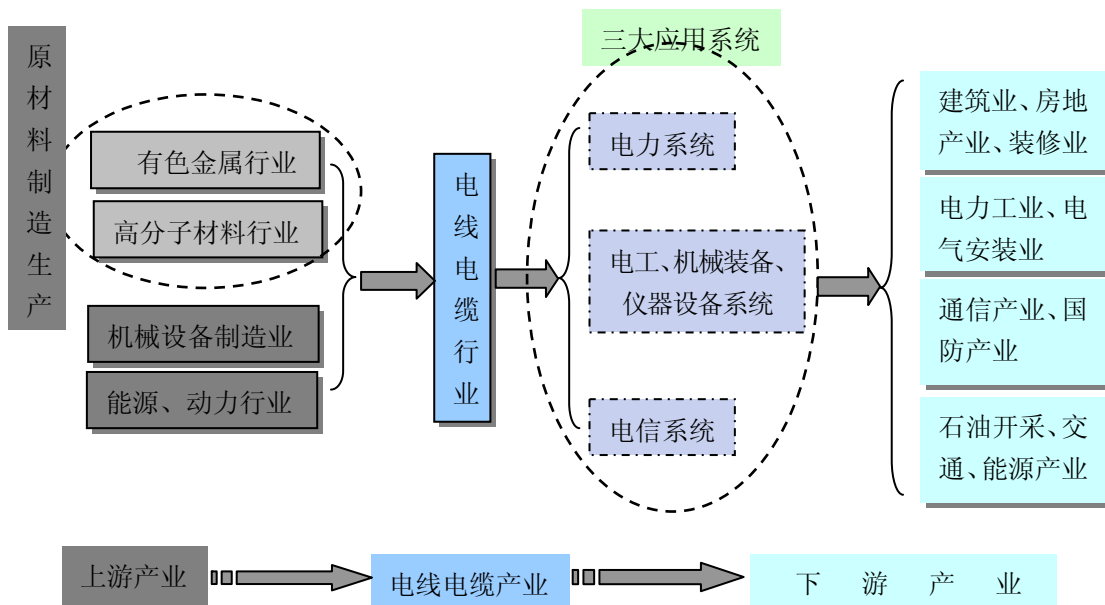 三大应用系统
原材料制造生产
有色金属行业
高分子材料行业
机械设备制造业
能源、动力行业
电线电缆行业
电力系统
电工、机械装备、
仪器设备系统
电信系统
建筑业、房地
产业、装修业
电力工业、电
气安装业
通信产业、国
防产业
石油开采、交
通、能源产业
上游产业
电线电缆产业
下游产业